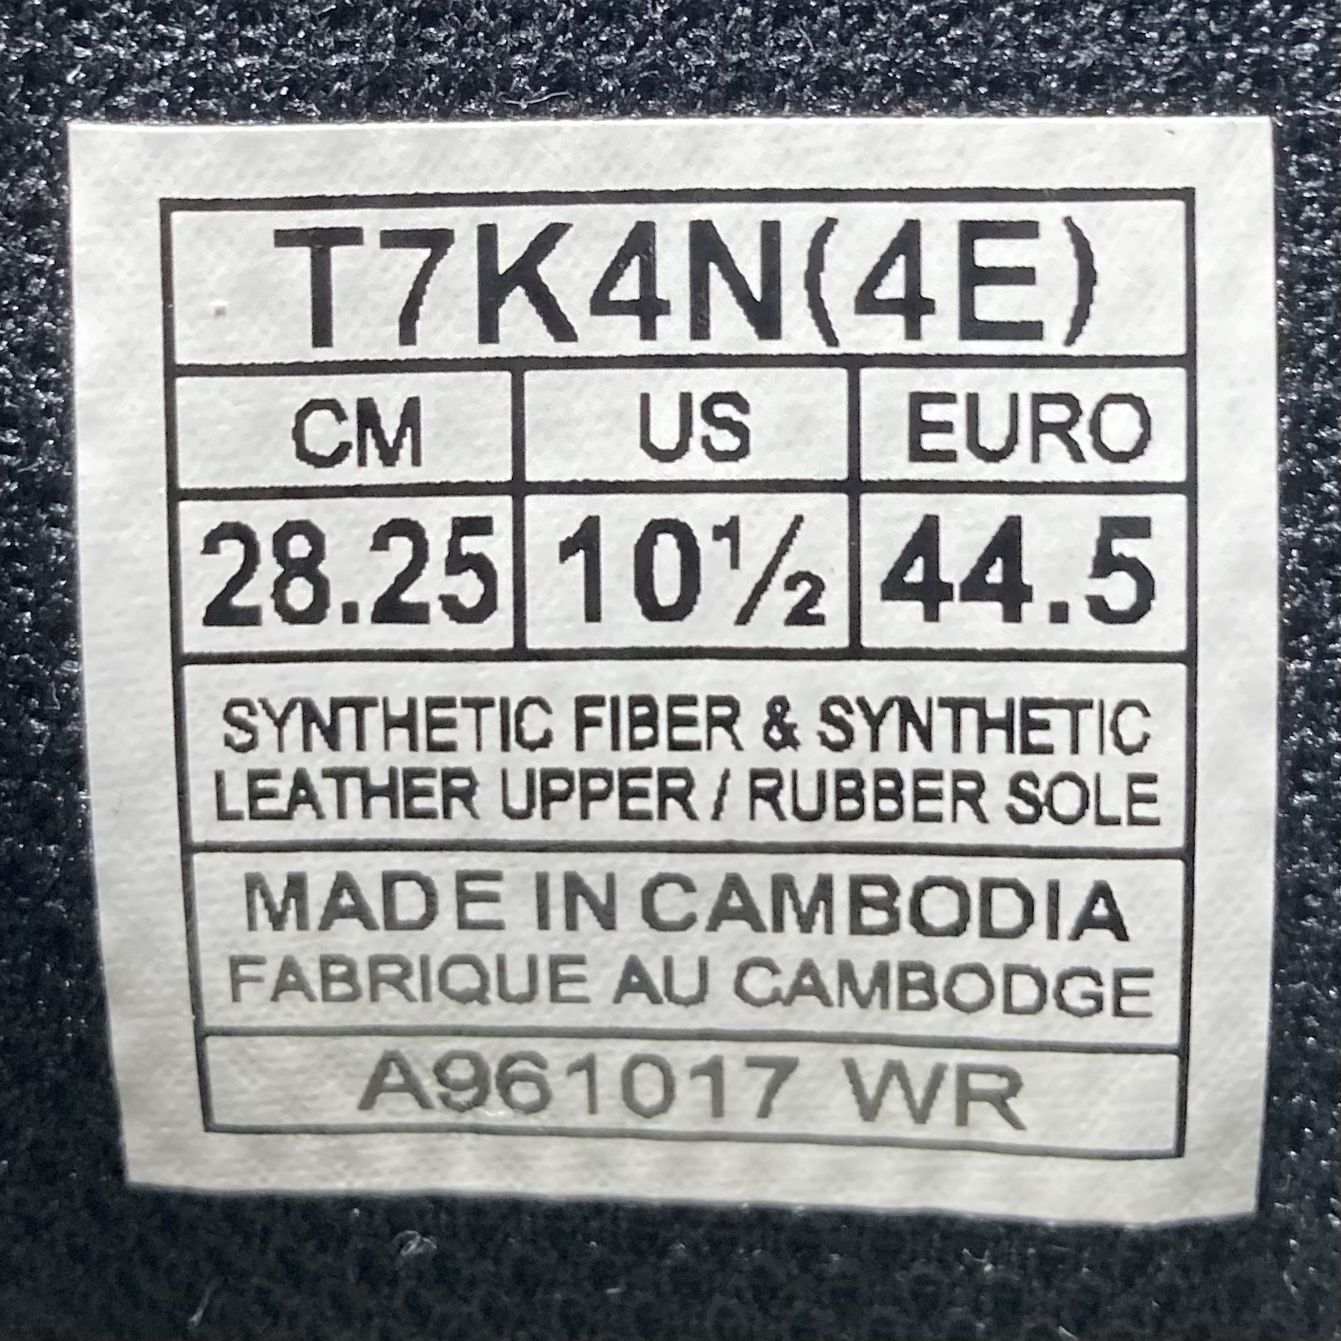 T7K4N(4E)
CM US EURO
28.25 10½ 44.5
SYNTHETIC FIBER & SYNTHETIC
LEATHER UPPER / RUBBER SOLE
MADE IN CAMBODIA
FABRIQUE AU CAMBODGE
A961017 WR